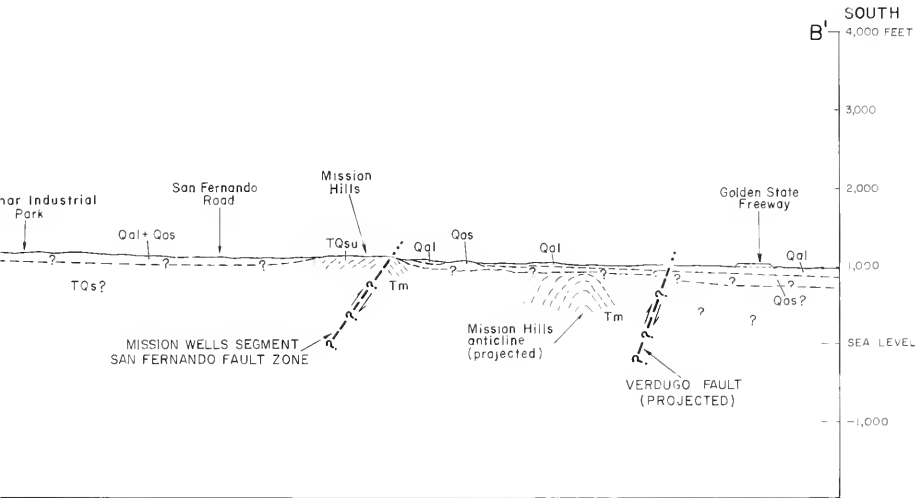 SOUTH
B'
4,000 FEET
3,000
2,000
1,000
SEA LEVEL
-1,000
nar Industrial
Park
San Fernando
Road
Mission
Hills
Golden State
Freeway
Qal + Qos
TQsu
Qal
Qos
Qal
Qal
? ? ? ? ? ? ? ? ?
TQs?
Tm
Tm
Qos?
? ?
? ? ?
? ? ?
Mission Hills
anticline
(projected)
MISSION WELLS SEGMENT
SAN FERNANDO FAULT ZONE
VERDUGO FAULT
(PROJECTED)